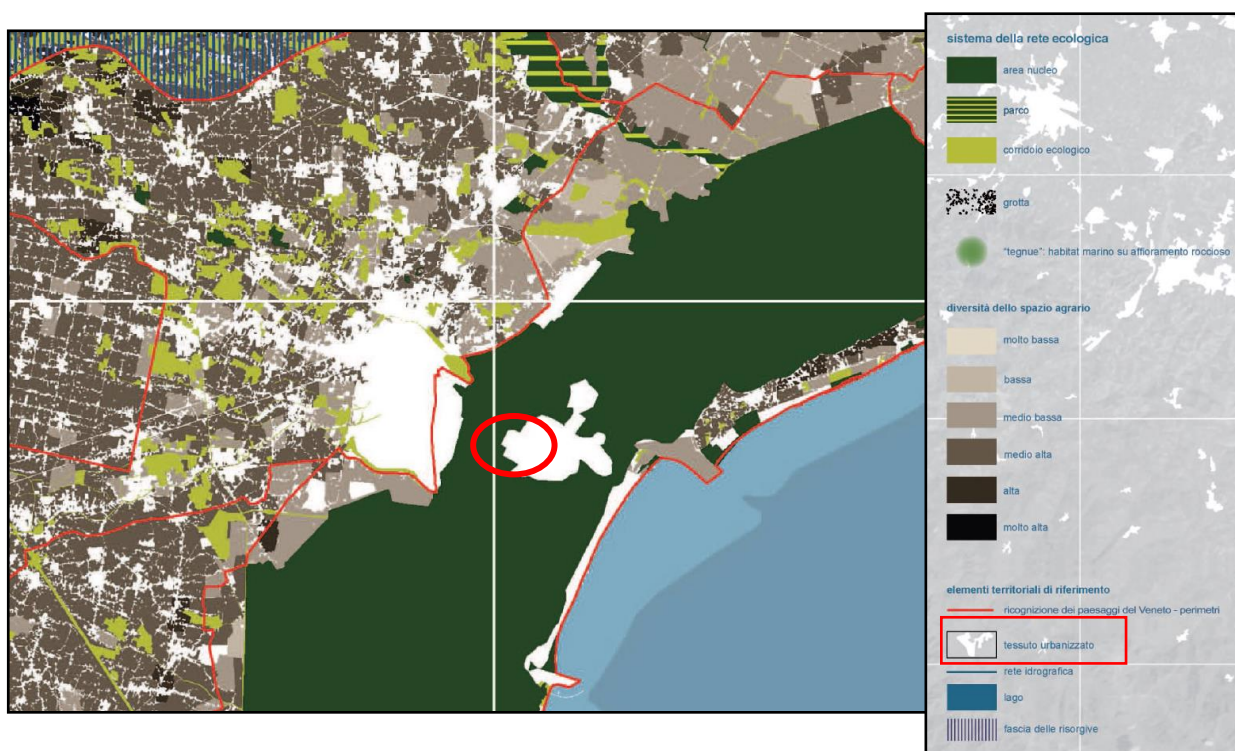 sistema della rete ecologica
area nucleo
parco
corridoio ecologico
grotta
"tegnue": habitat marino su affioramento roccioso
diversità dello spazio agrario
molto bassa
bassa
medio bassa
medio alta
alta
molto alta
elementi territoriali di riferimento
ricognizione dei paesaggi del Veneto - perimetri
tessuto urbanizzato
rete idrografica
lago
fascia delle risorgive